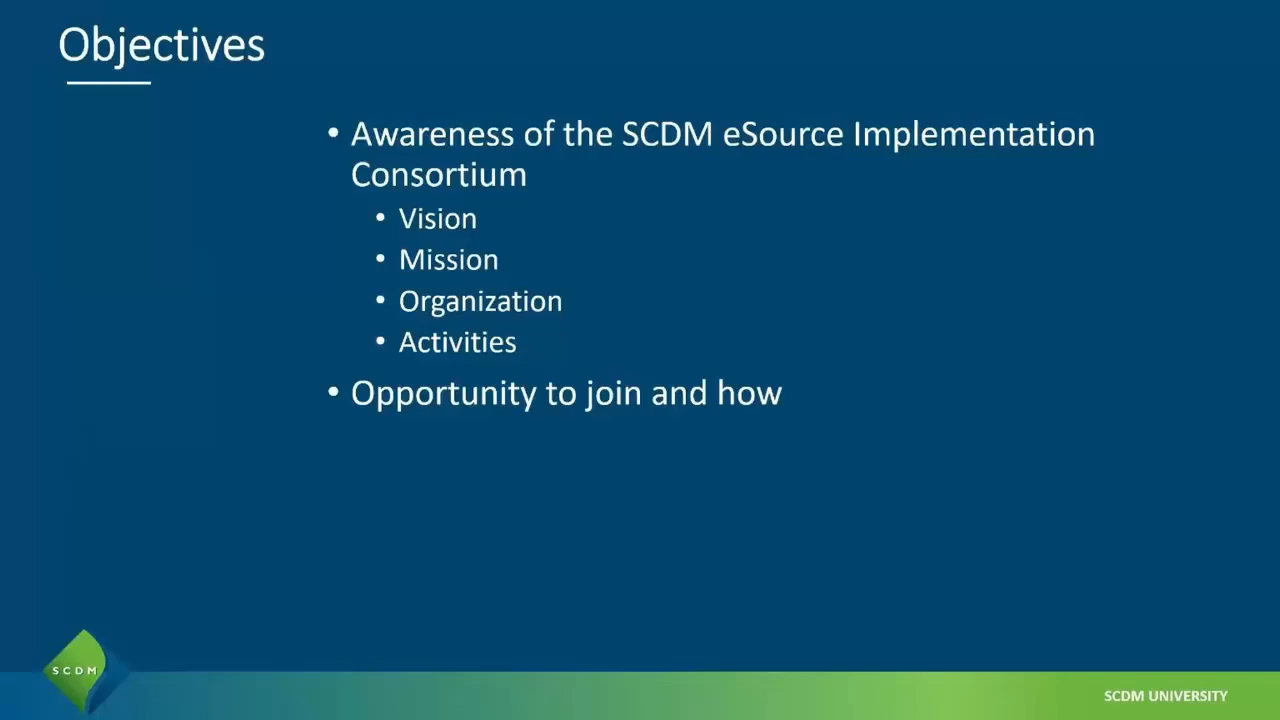 Objectives
• Awareness of the SCDM eSource Implementation
Consortium
• Vision
• Mission
• Organization
• Activities
• Opportunity to join and how
SCDM
SCDM UNIVERSITY